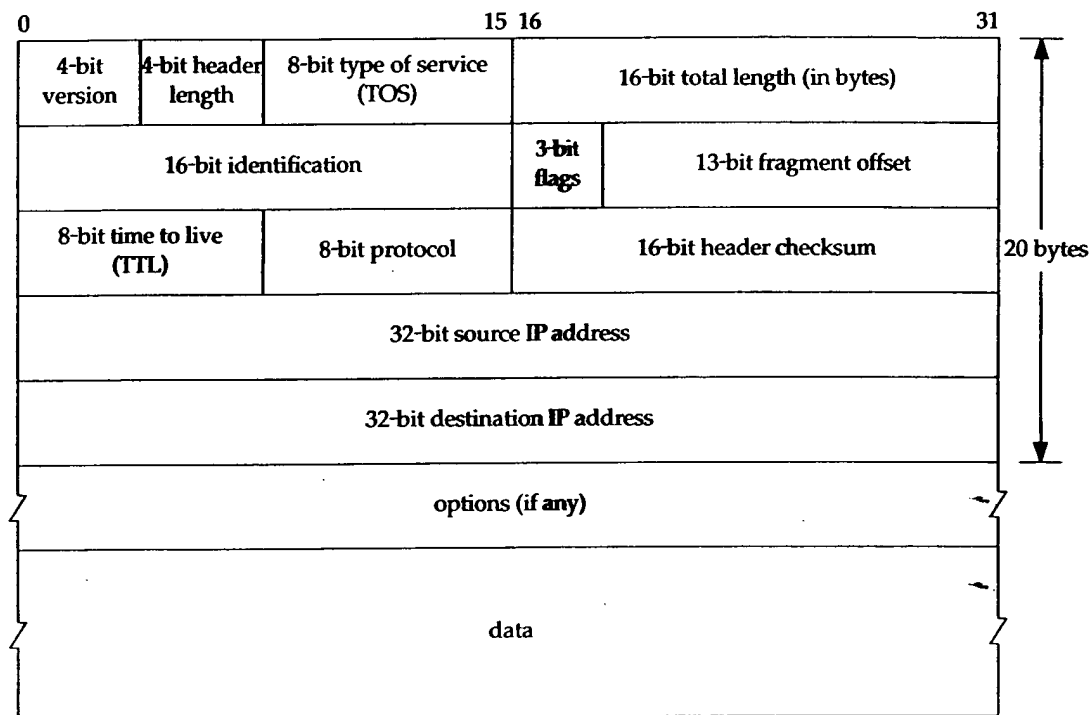 0 15 16 31
4-bit version
4-bit header length
8-bit type of service (TOS)
16-bit total length (in bytes)
16-bit identification
3-bit flags
13-bit fragment offset
8-bit time to live (TTL)
8-bit protocol
16-bit header checksum
20 bytes
32-bit source IP address
32-bit destination IP address
options (if any)
data